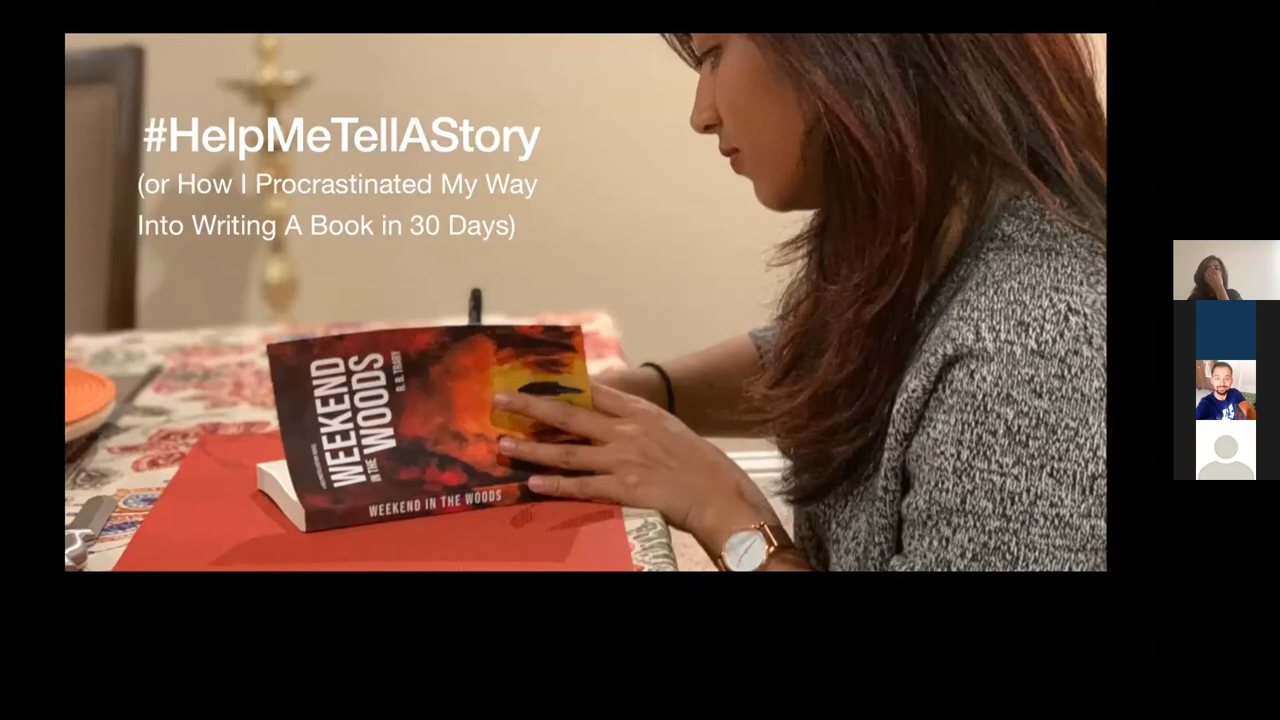 #HelpMeTellAStory
(or How I Procrastinated My Way
Into Writing A Book in 30 Days)
WEEKEND
IN THE WOODS
R. B. TRARY
WEEKEND IN THE WOODS